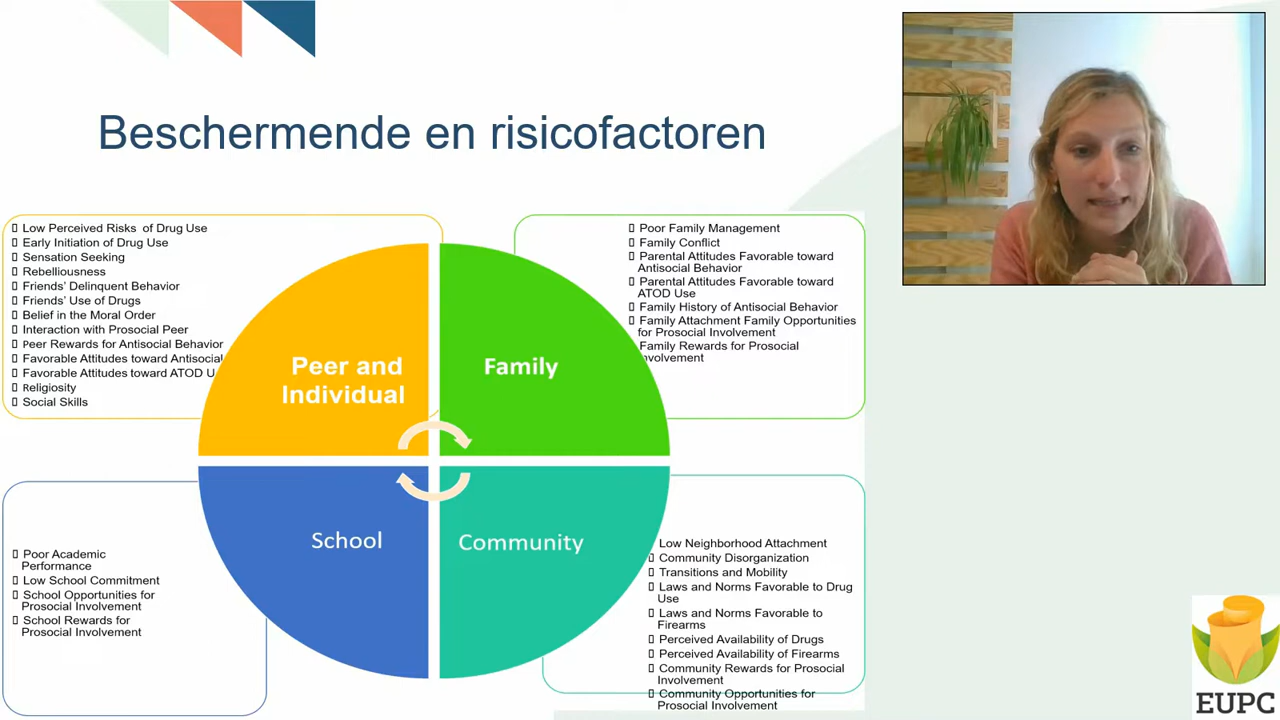 Beschermende en risicofactoren
Low Perceived Risks of Drug Use
Early Initiation of Drug Use
Sensation Seeking
Rebelliousness
Friends' Delinquent Behavior
Friends' Use of Drugs
Belief in the Moral Order
Interaction with Prosocial Peer
Peer Rewards for Antisocial Behavior
Favorable Attitudes toward Antisocial
Favorable Attitudes toward ATOD U
Religiosity
Social Skills
Peer and
Individual
Poor Family Management
Family Conflict
Parental Attitudes Favorable toward
Antisocial Behavior
Parental Attitudes Favorable toward
ATOD Use
Family History of Antisocial Behavior
Family Attachment Family Opportunities
for Prosocial Involvement
Family Rewards for Prosocial
nvolvement
Family
Poor Academic
Performance
Low School Commitment
School Opportunities for
Prosocial Involvement
School Rewards for
Prosocial Involvement
School
Community
Low Neighborhood Attachment
Community Disorganization
Transitions and Mobility
Laws and Norms Favorable to Drug
Use
Laws and Norms Favorable to
Firearms
Perceived Availability of Drugs
Perceived Availability of Firearms
Community Rewards for Prosocial
Involvement
Community Opportunities for
Prosocial Involvement
EUPC